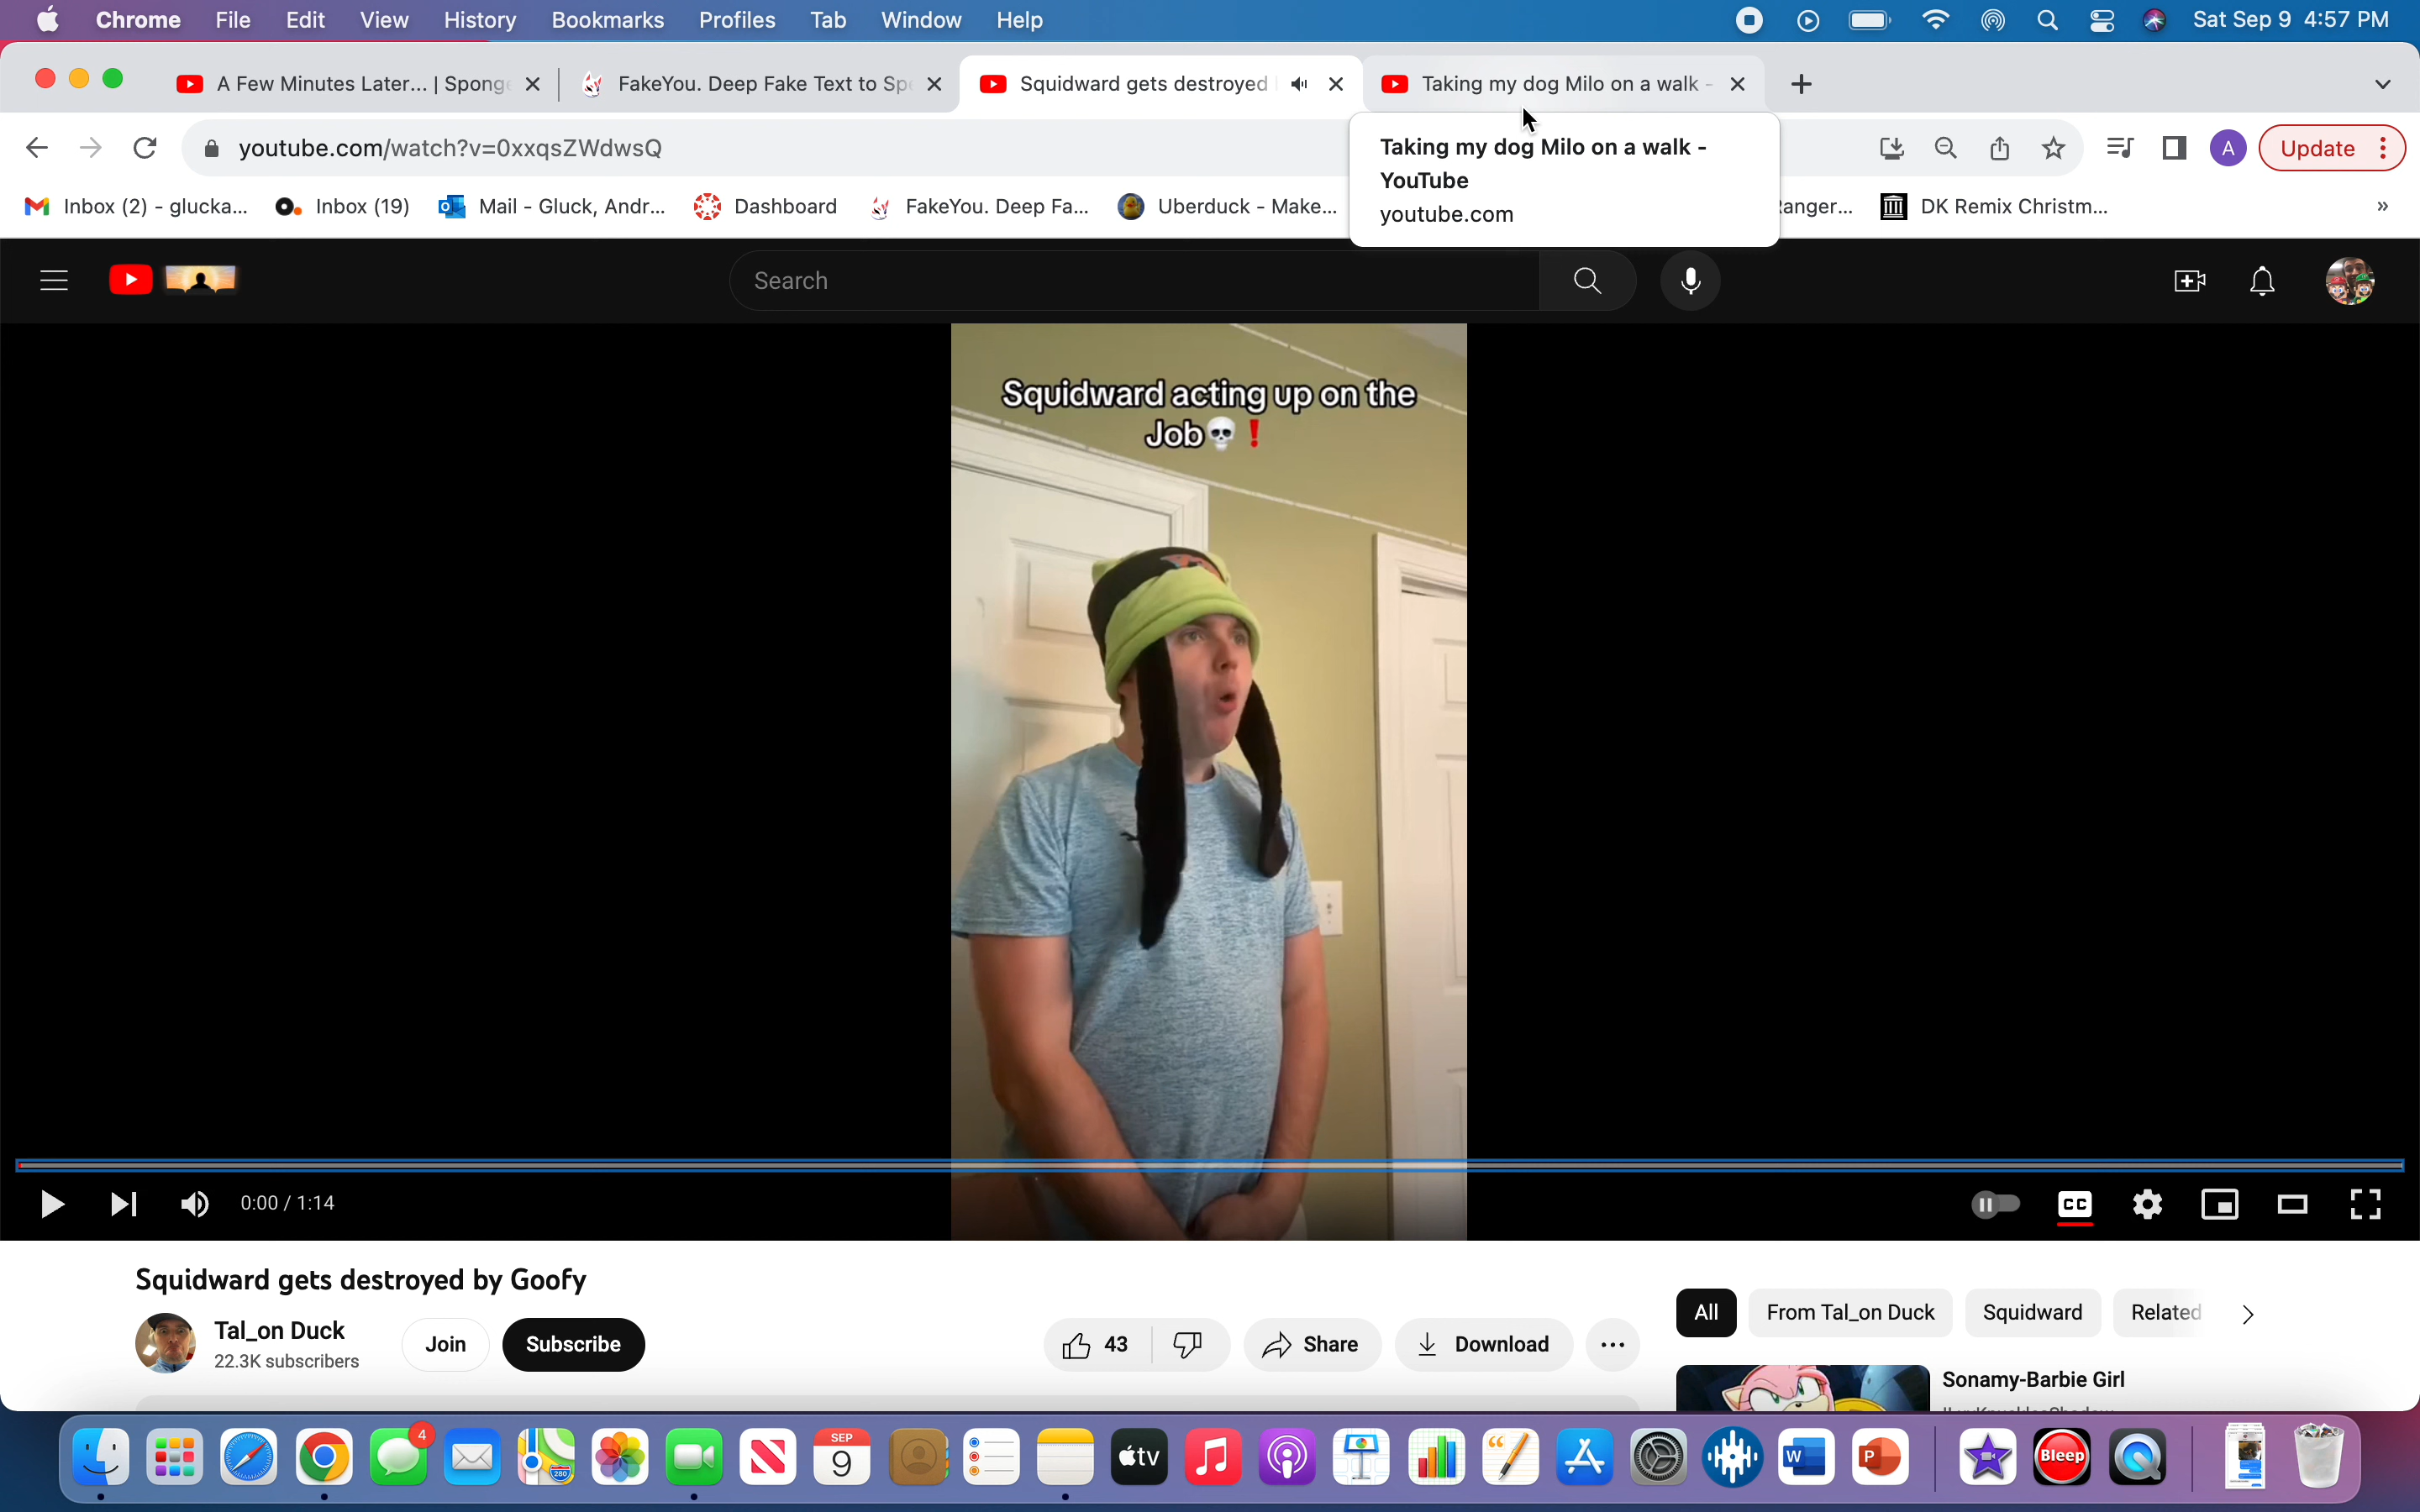 Chrome File Edit View History Bookmarks Profiles Tab Window Help Sat Sep 9 4:57 PM
A Few Minutes Later... | Sponge FakeYou. Deep Fake Text to Spe Squidward gets destroyed Taking my dog Milo on a walk -
youtube.com/watch?v=0xxqsZWdwsQ A Update
Taking my dog Milo on a walk -
YouTube
youtube.com
Inbox (2) - glucka... Inbox (19) Mail - Gluck, Andr... Dashboard FakeYou. Deep Fa... Uberduck - Make... anger... DK Remix Christm... »
Search
Squidward acting up on the
Job💀❗
0:00 / 1:14 CC
Squidward gets destroyed by Goofy
Tal_on Duck
22.3K subscribers
Join Subscribe 43 Share Download
All From Tal_on Duck Squidward Related
Sonamy-Barbie Girl
4 280 SEP 9 tv W P Bleep